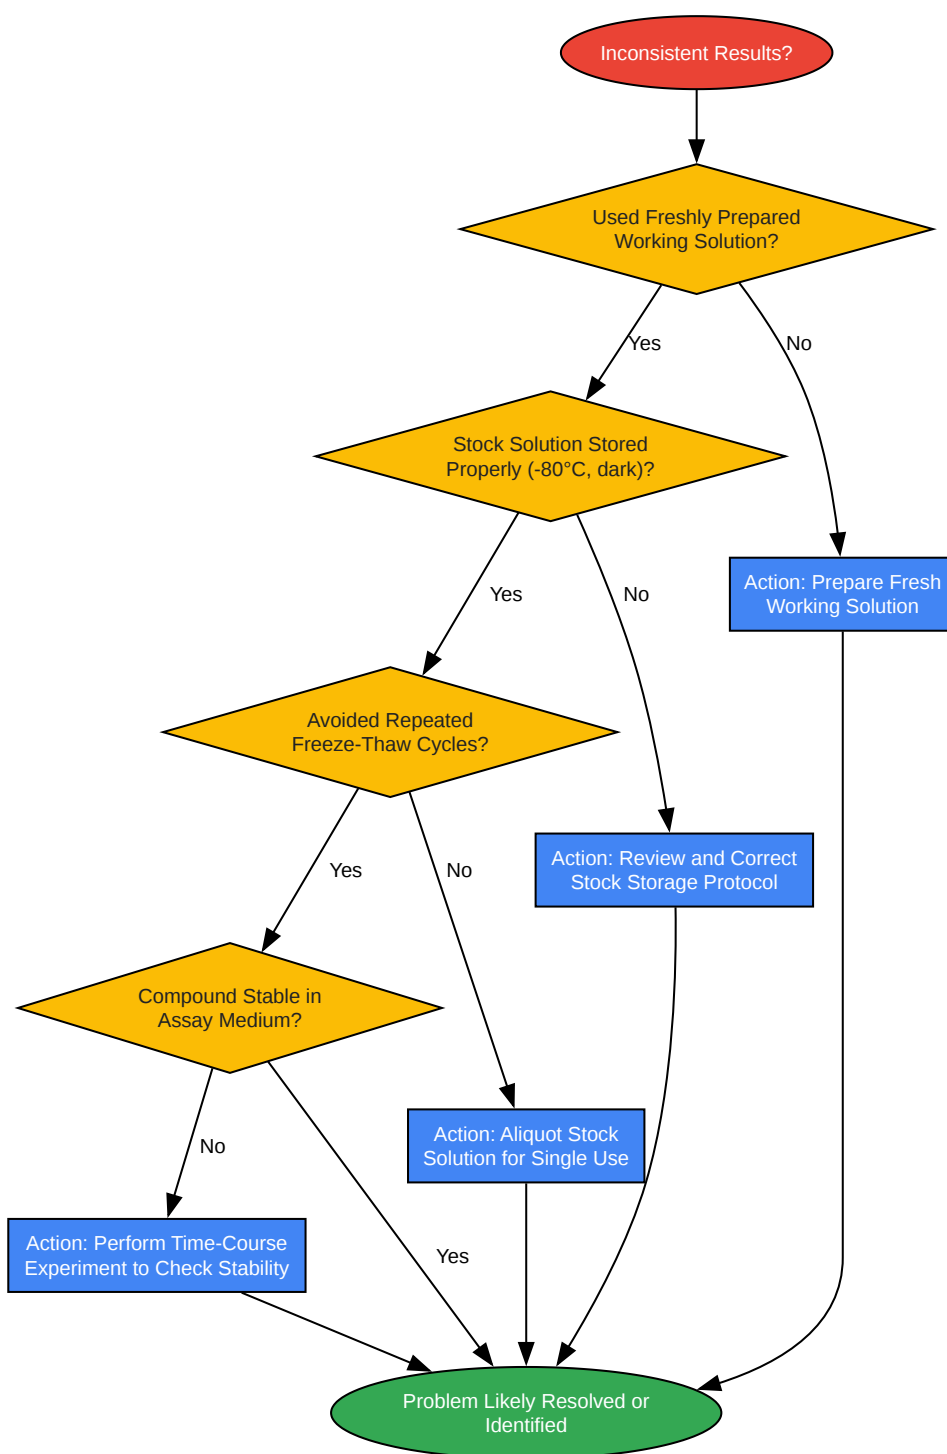 Inconsistent Results?
Used Freshly Prepared
Working Solution?
Yes
No
Stock Solution Stored
Properly (-80°C, dark)?
Yes
No
Action: Prepare Fresh
Working Solution
Avoided Repeated
Freeze-Thaw Cycles?
Yes
No
Action: Review and Correct
Stock Storage Protocol
Compound Stable in
Assay Medium?
No
Yes
Action: Aliquot Stock
Solution for Single Use
Action: Perform Time-Course
Experiment to Check Stability
Problem Likely Resolved or
Identified